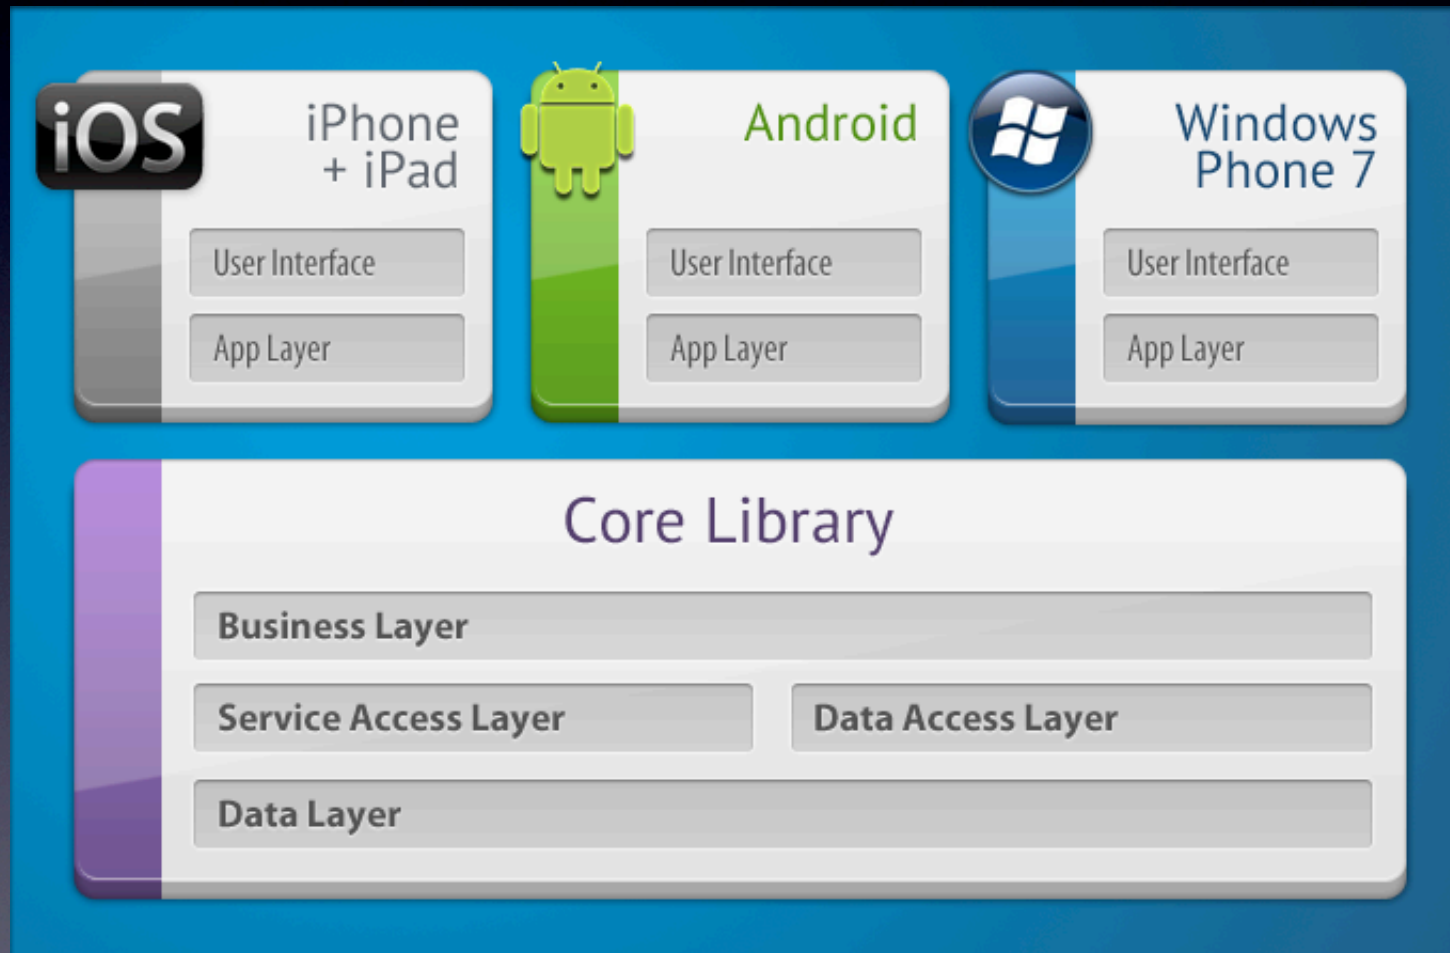 iOS
iPhone
+ iPad
User Interface
App Layer
Android
User Interface
App Layer
Windows
Phone 7
User Interface
App Layer
Core Library
Business Layer
Service Access Layer
Data Access Layer
Data Layer